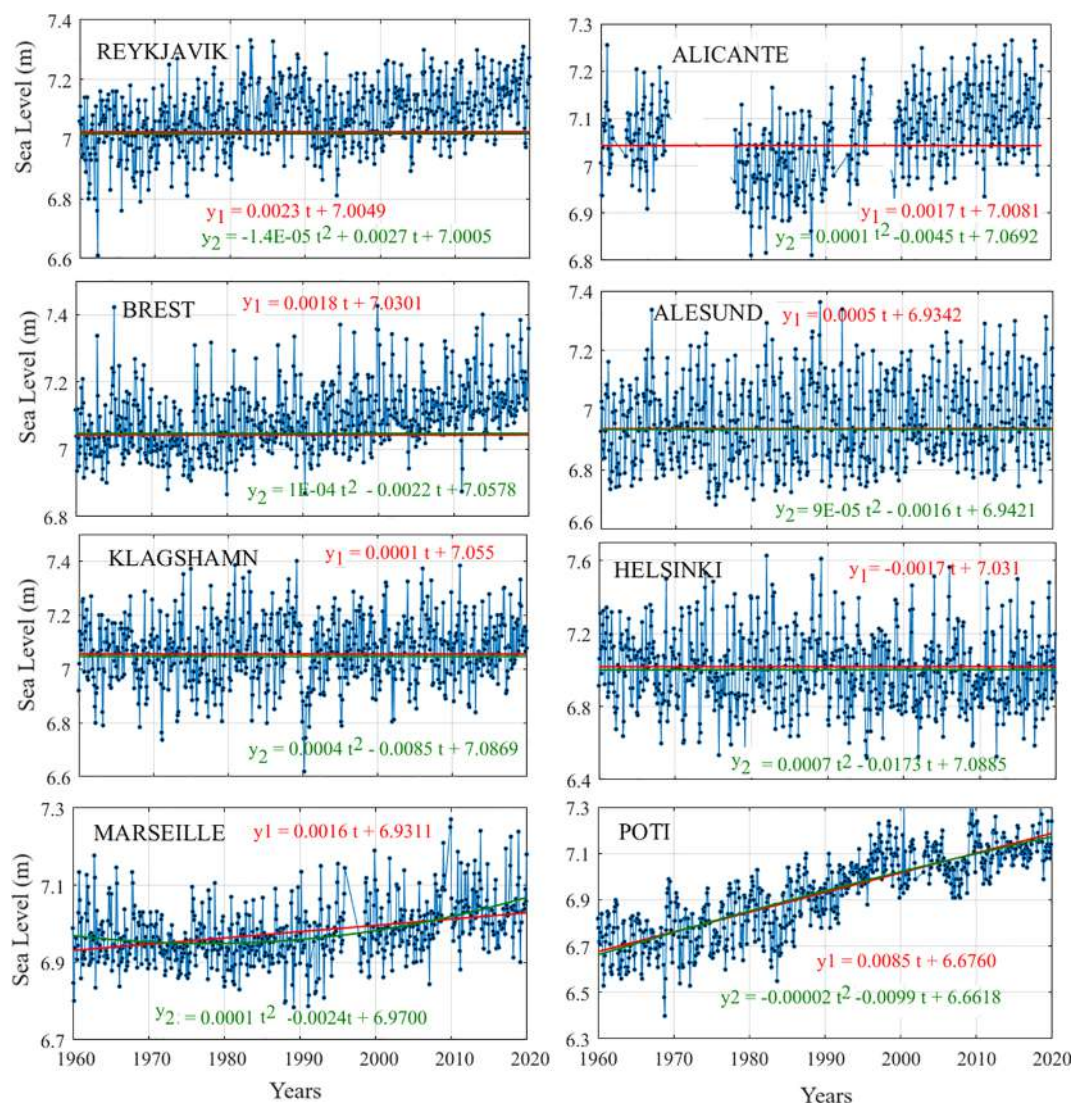 7.4
7.2
7
6.8
6.6
Sea Level (m)
REYKJAVIK
y1 = 0.0023 t + 7.0049
y2 = -1.4E-05 t2 + 0.0027 t + 7.0005
7.3
7.2
7.1
7
6.9
6.8
ALICANTE
y1 = 0.0017 t + 7.0081
y2 = 0.0001 t2 -0.0045 t + 7.0692
7.4
7.2
7
6.8
Sea Level (m)
BREST
y1 = 0.0018 t + 7.0301
y2 = 1E-04 t2 - 0.0022 t + 7.0578
7.4
7.2
7
6.8
6.6
ALESUND
y1 = 0.0005 t + 6.9342
y2 = 9E-05 t2 - 0.0016 t + 6.9421
7.4
7.2
7
6.8
6.6
Sea Level (m)
KLAGSHAMN
y1 = 0.0001 t + 7.055
y2 = 0.0004 t2 - 0.0085 t + 7.0869
7.6
7.2
6.8
6.4
HELSINKI
y1 = -0.0017 t + 7.031
y2 = 0.0007 t2 - 0.0173 t + 7.0885
7.3
7.1
6.9
6.7
Sea Level (m)
MARSEILLE
y1 = 0.0016 t + 6.9311
y2 = 0.0001 t2 -0.0024t + 6.9700
1960 1970 1980 1990 2000 2010 2020
Years
7.3
7.1
6.9
6.7
6.5
6.3
POTI
y1 = 0.0085 t + 6.6760
y2 = -0.00002 t2 -0.0099 t + 6.6618
1960 1970 1980 1990 2000 2010 2020
Years